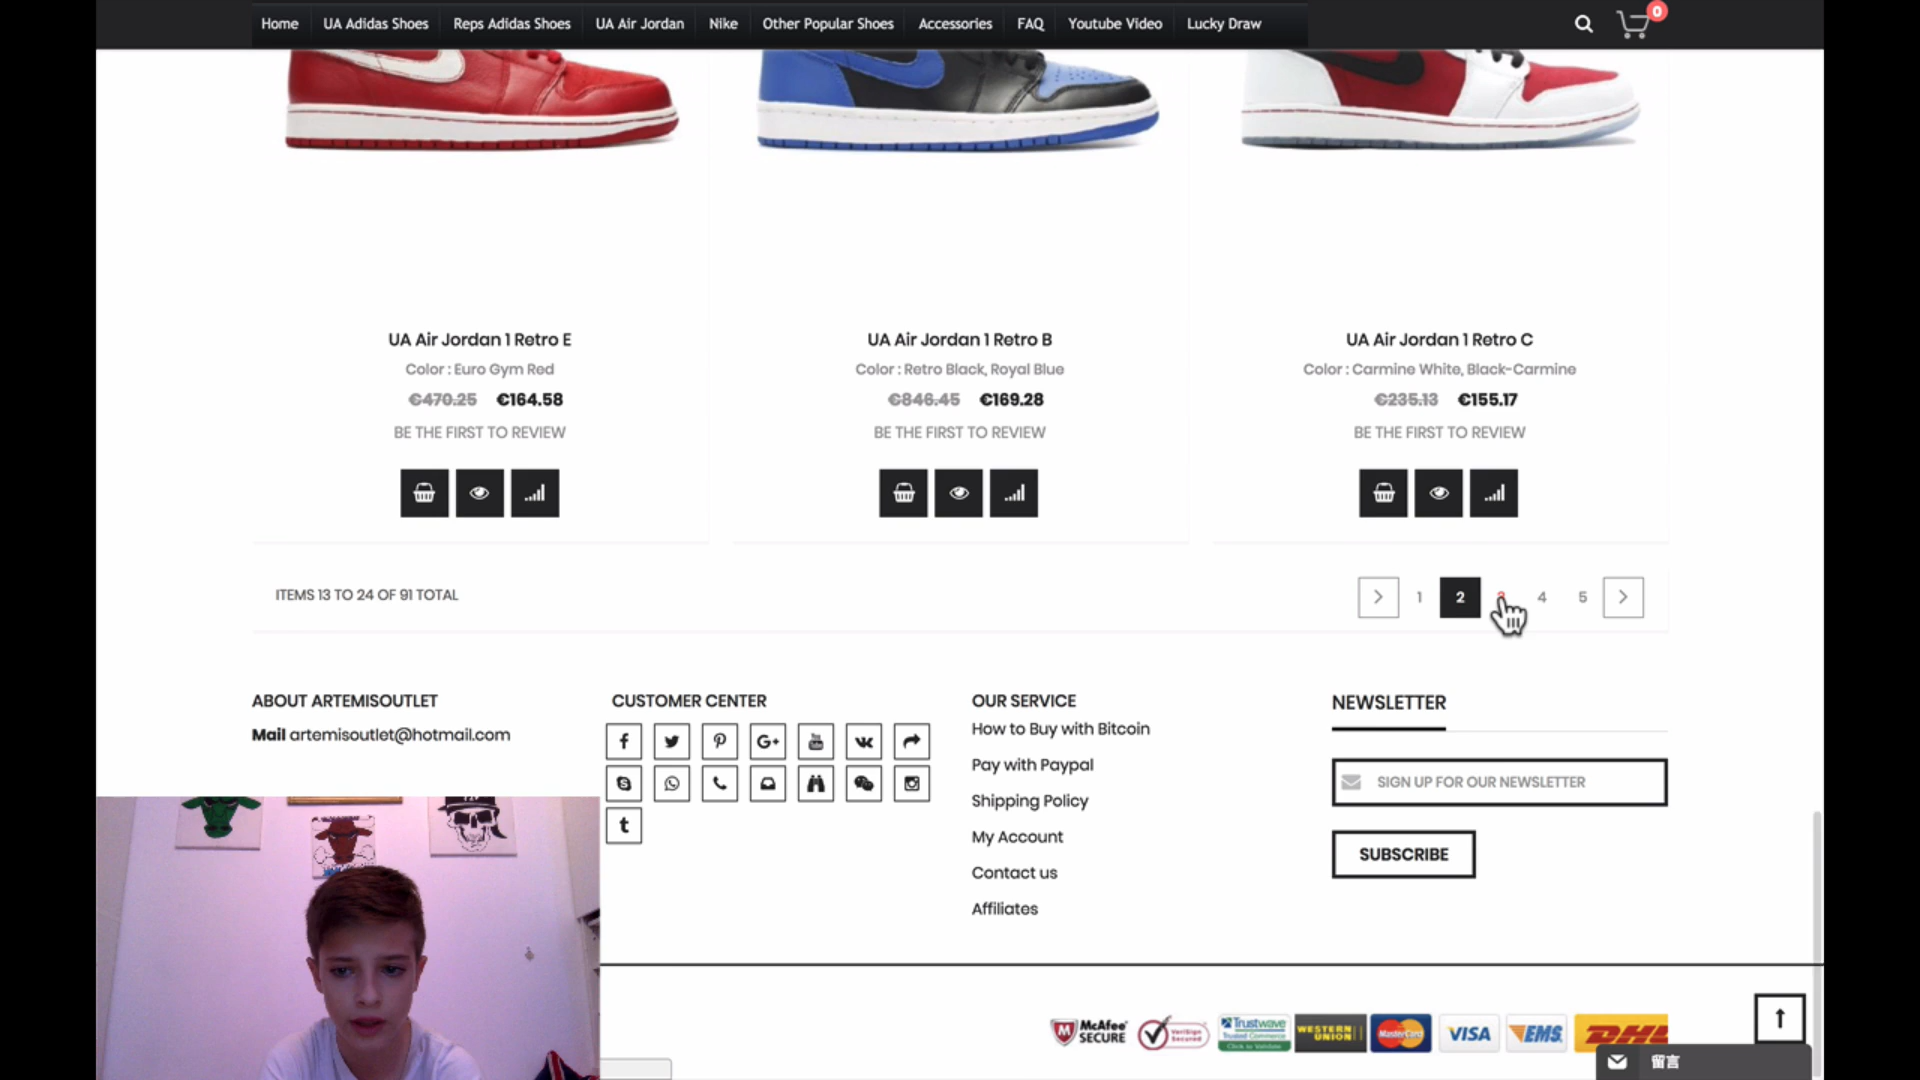 Home UA Adidas Shoes Reps Adidas Shoes UA Air Jordan Nike Other Popular Shoes Accessories FAQ Youtube Video Lucky Draw 0
UA Air Jordan 1 Retro E
Color : Euro Gym Red
€470.25 €164.58
BE THE FIRST TO REVIEW
UA Air Jordan 1 Retro B
Color : Retro Black, Royal Blue
€846.45 €169.28
BE THE FIRST TO REVIEW
UA Air Jordan 1 Retro C
Color : Carmine White, Black-Carmine
€235.13 €155.17
BE THE FIRST TO REVIEW
ITEMS 13 TO 24 OF 91 TOTAL
1 2 3 4 5
ABOUT ARTEMISOUTLET
Mail artemisoutlet@hotmail.com
CUSTOMER CENTER
OUR SERVICE
How to Buy with Bitcoin
Pay with Paypal
Shipping Policy
My Account
Contact us
Affiliates
NEWSLETTER
SIGN UP FOR OUR NEWSLETTER
SUBSCRIBE
McAfee SECURE
VeriSign Secured
Trustwave Trusted Commerce Click to Validate
WESTERN UNION
MasterCard
VISA
EMS
DHL
留言